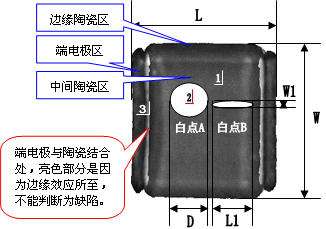 边缘陶瓷区
端电极区
中间陶瓷区
L
1
2
3
W1
W
白点A
白点B
端电极与陶瓷结合
处，亮色部分是因
为边缘效应所至，
不能判断为缺陷。
D
L1